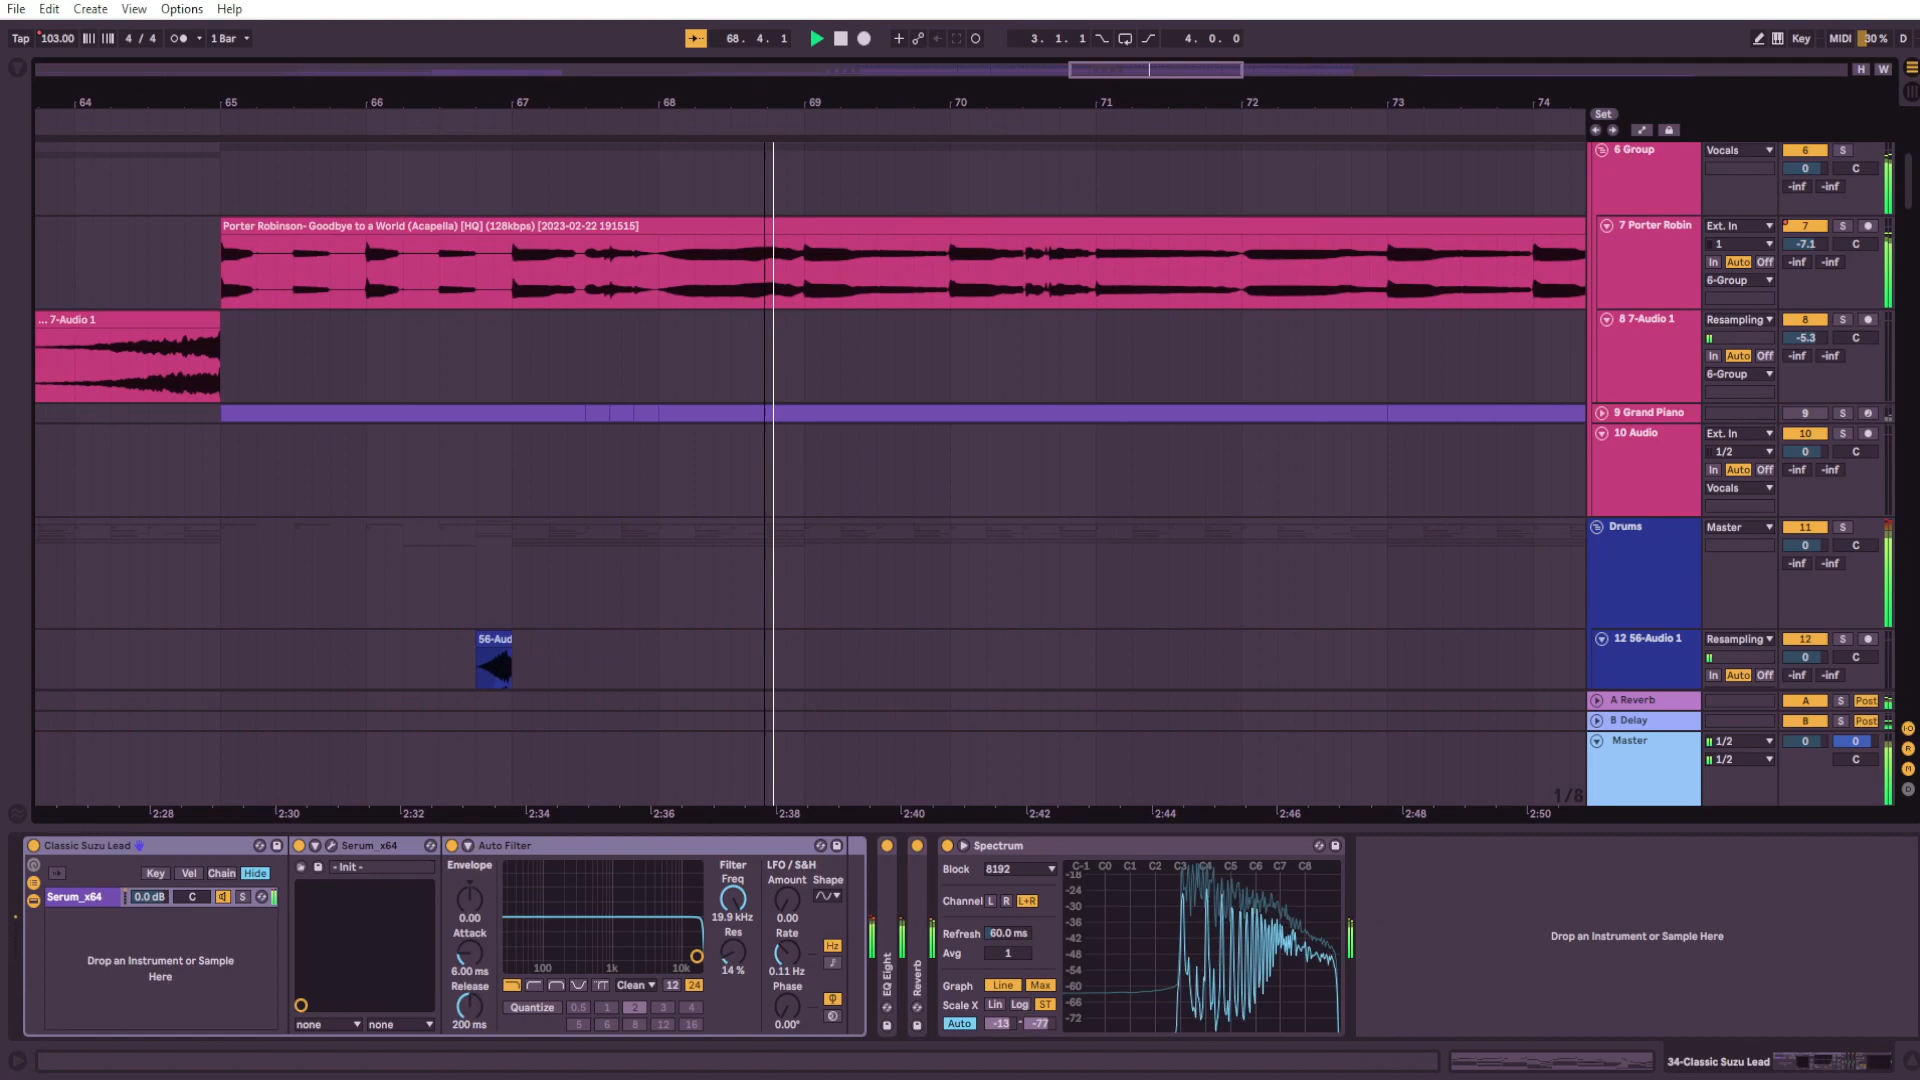 File Edit Create View Options Help
Tap 103.00 4 / 4 1 Bar 68. 4. 1 3. 1. 1 4. 0. 0 Key MIDI 30 % D
H W
64 65 66 67 68 69 70 71 72 73 74
Set
6 Group Vocals 6 S
0 C
-inf -inf
Porter Robinson- Goodbye to a World (Acapella) [HQ] (128kbps) [2023-02-22 191515]
7 Porter Robin Ext. In 7 S
1 -7.1 C
In Auto Off -inf -inf
6-Group
... 7-Audio 1
8 7-Audio 1 Resampling 8 S
-5.3 C
In Auto Off -inf -inf
6-Group
9 Grand Piano 9 S
10 Audio Ext. In 10 S
1/2 0 C
In Auto Off -inf -inf
Vocals
Drums Master 11 S
0 C
-inf -inf
56-Aud
12 56-Audio 1 Resampling 12 S
0 C
In Auto Off -inf -inf
A Reverb A S Post
B Delay B S Post
Master 1/2 0 0
1/2 C
1/8
2:28 2:30 2:32 2:34 2:36 2:38 2:40 2:42 2:44 2:46 2:48 2:50
Classic Suzu Lead
Key Vel Chain Hide
Serum_x64 0.0 dB C S
Drop an Instrument or Sample
Here
Serum_x64
- Init -
none none
Auto Filter
Envelope
0.00
Attack
6.00 ms
Release
200 ms
100 1k 10k
Clean 12 24
Quantize 0.5 1 2 3 4
5 6 8 12 16
Filter
Freq
19.9 kHz
Res
14 %
LFO / S&H
Amount Shape
0.00
Rate
Hz
0.11 Hz
Phase
0.00°
EQ Eight
Reverb
Spectrum
Block 8192
Channel L R L+R
Refresh 60.0 ms
Avg 1
Graph Line Max
Scale X Lin Log ST
Auto -13 - -77
C-1 C0 C1 C2 C3 C4 C5 C6 C7 C8
-18
-24
-30
-36
-42
-48
-54
-60
-66
-72
Drop an Instrument or Sample Here
34-Classic Suzu Lead